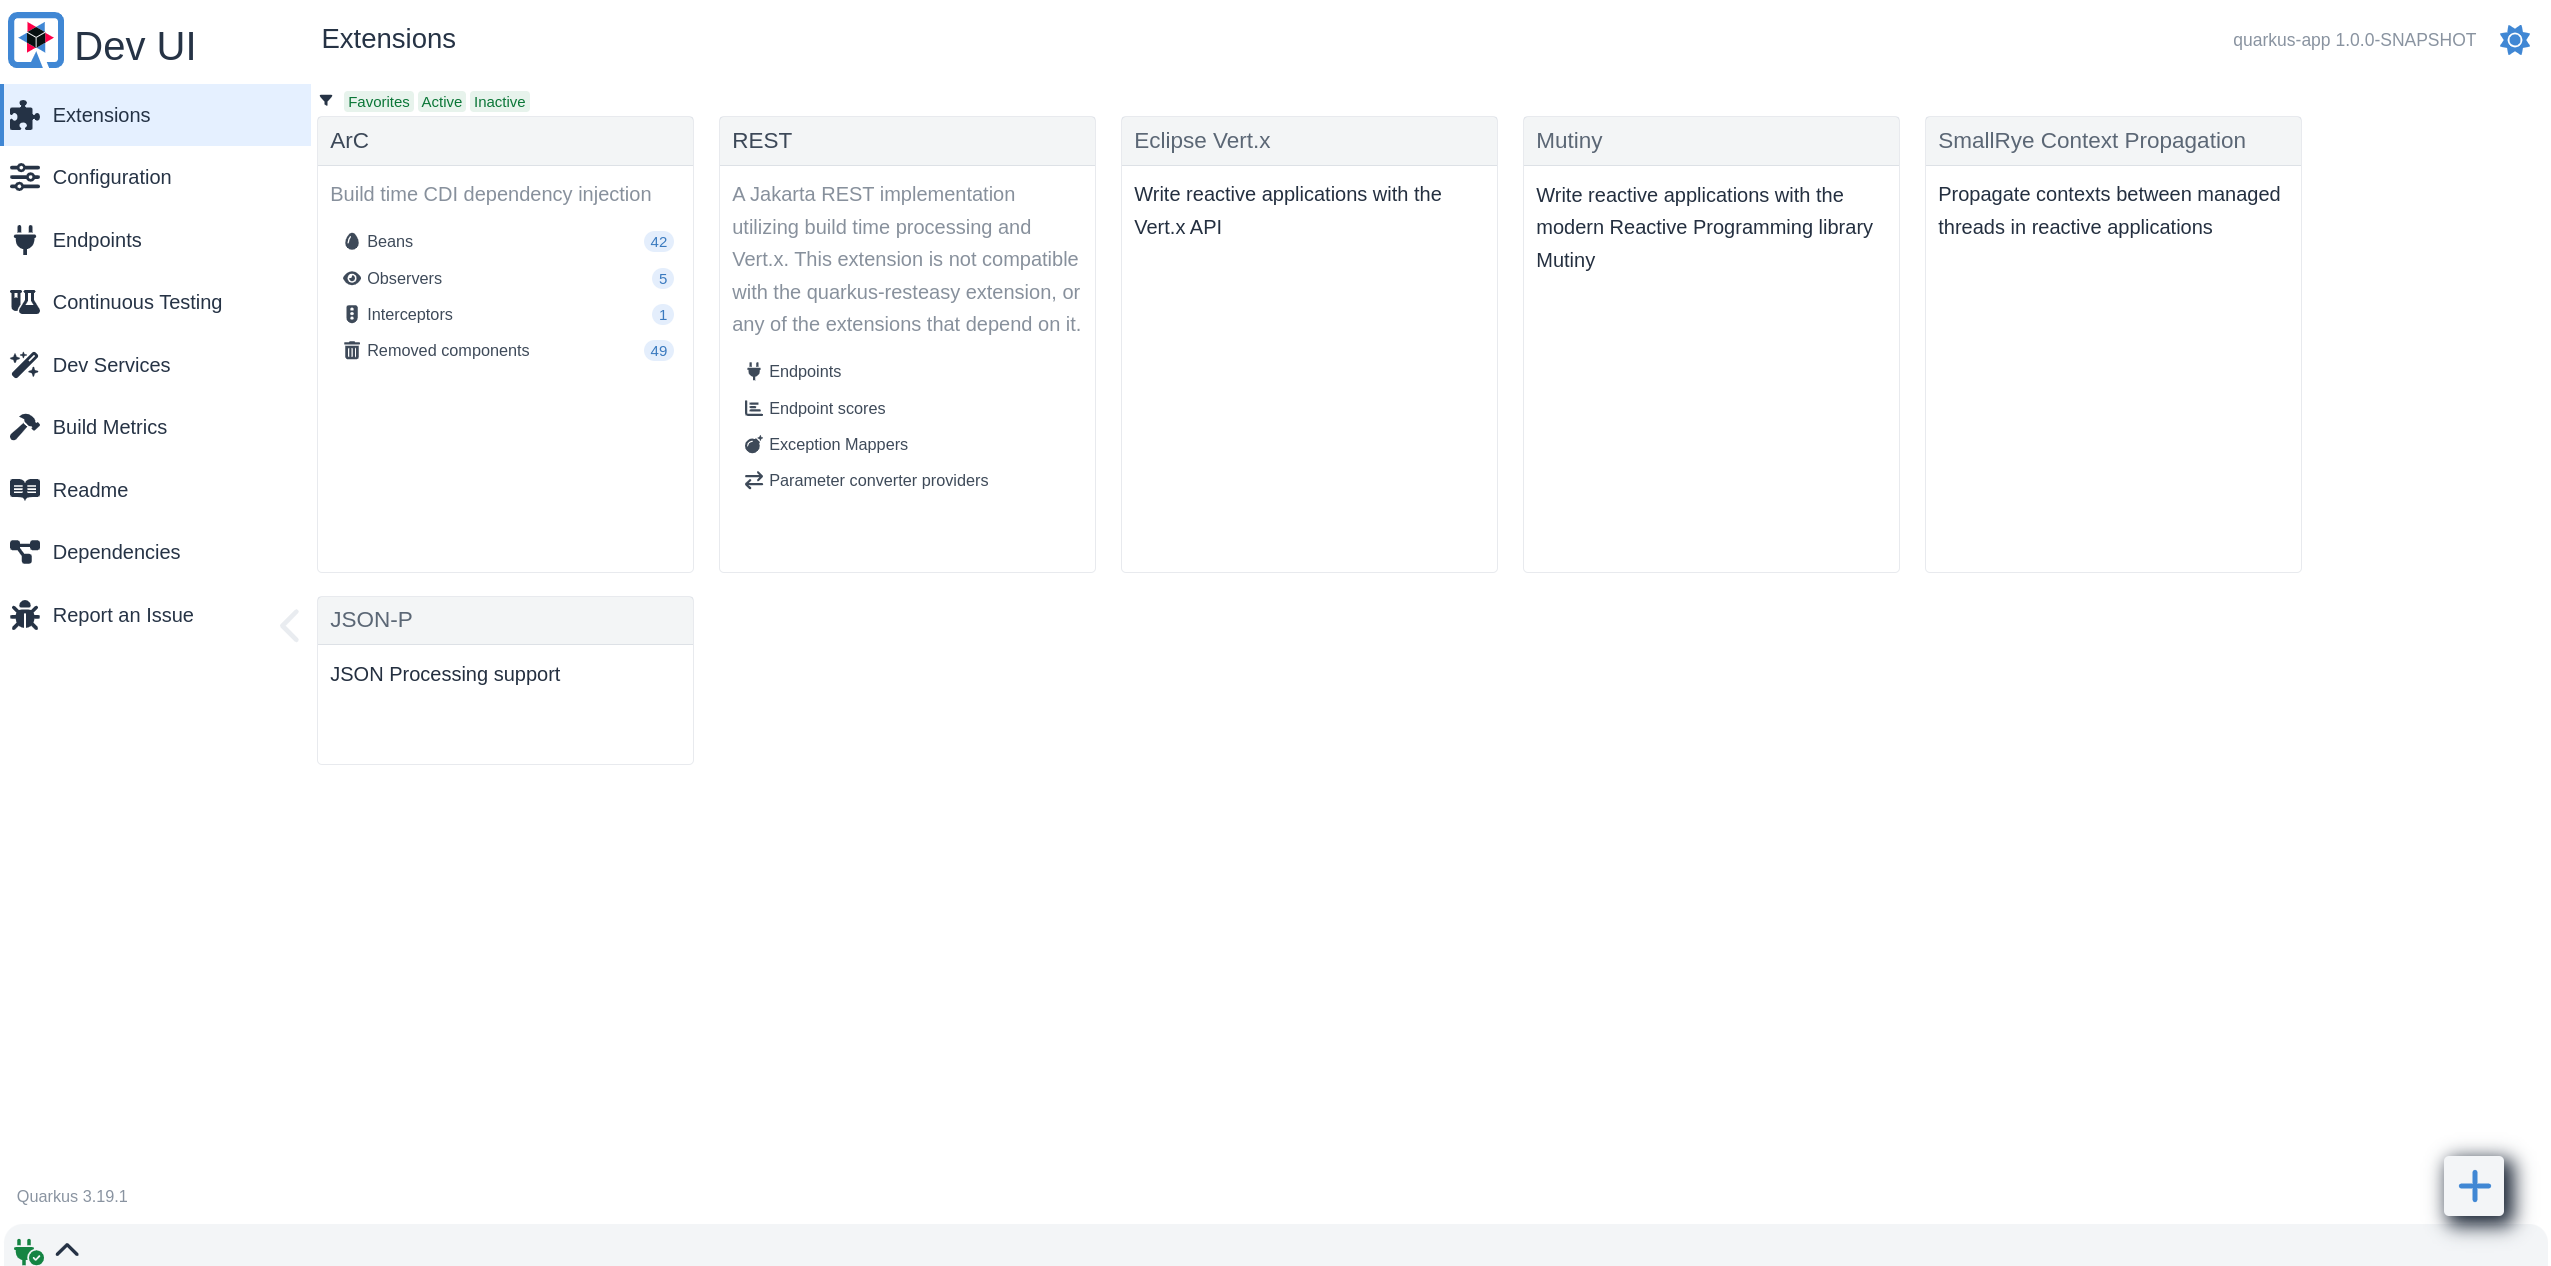 Dev UI
Extensions
quarkus-app 1.0.0-SNAPSHOT
Extensions
Configuration
Endpoints
Continuous Testing
Dev Services
Build Metrics
Readme
Dependencies
Report an Issue
Favorites Active Inactive
ArC
Build time CDI dependency injection
Beans 42
Observers 5
Interceptors 1
Removed components 49
REST
A Jakarta REST implementation
utilizing build time processing and
Vert.x. This extension is not compatible
with the quarkus-resteasy extension, or
any of the extensions that depend on it.
Endpoints
Endpoint scores
Exception Mappers
Parameter converter providers
Eclipse Vert.x
Write reactive applications with the
Vert.x API
Mutiny
Write reactive applications with the
modern Reactive Programming library
Mutiny
SmallRye Context Propagation
Propagate contexts between managed
threads in reactive applications
JSON-P
JSON Processing support
Quarkus 3.19.1